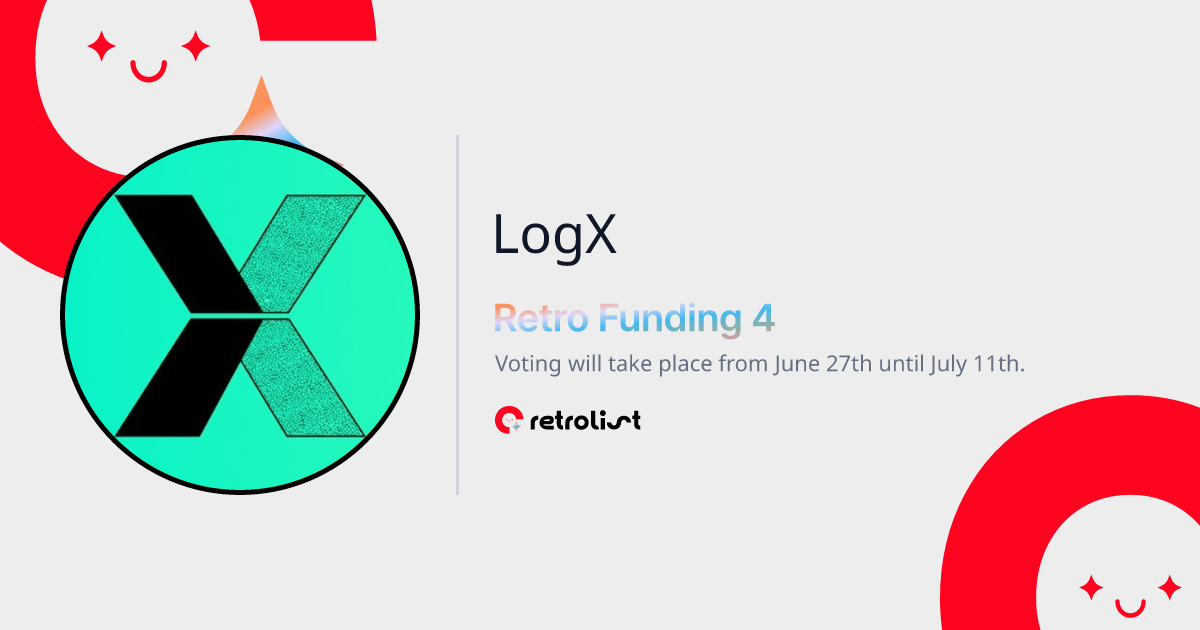 LogX
Retro Funding 4
Voting will take place from June 27th until July 11th.
retrolist